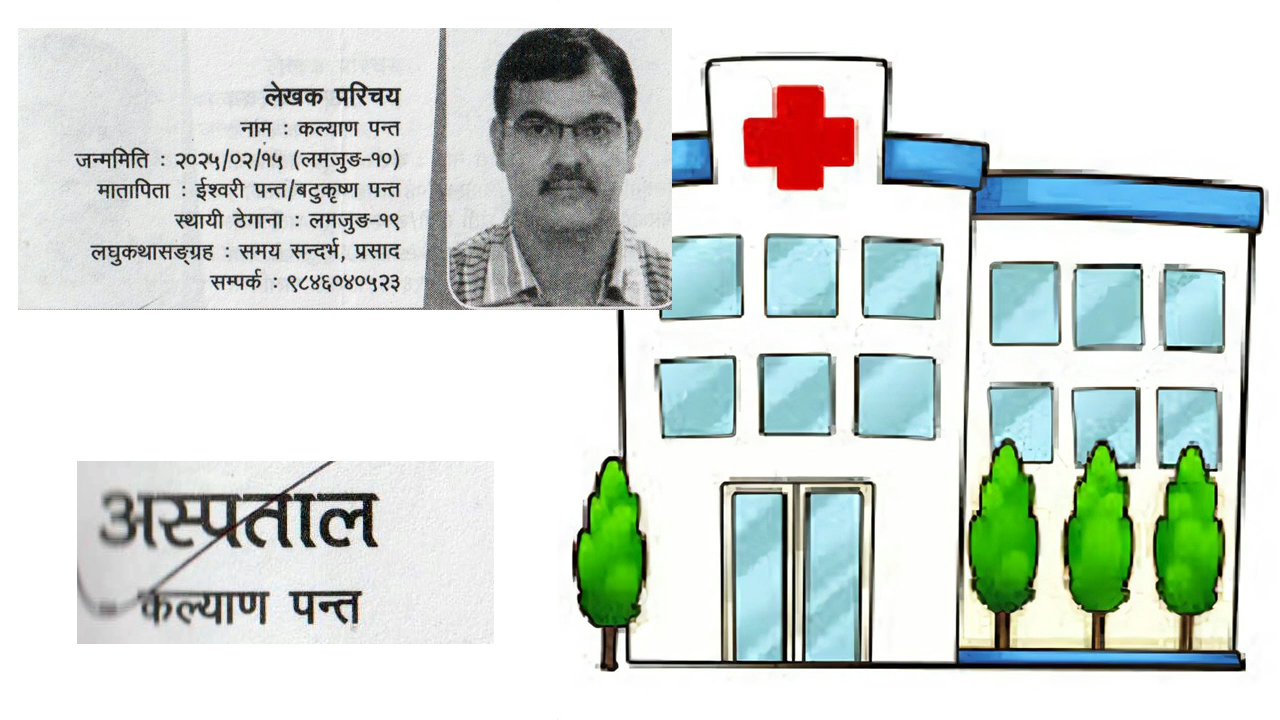 लेखक परिचय
नाम : कल्याण पन्त
जन्ममिति : २०२५/०२/१५ (लमजुङ-१०)
मातापिता : ईश्वरी पन्त/बटुकृष्ण पन्त
स्थायी ठेगाना : लमजुङ-१९
लघुकथासङ्ग्रह : समय सन्दर्भ, प्रसाद
सम्पर्क : ९८४६०४०५२३
अस्पताल
कल्याण पन्त